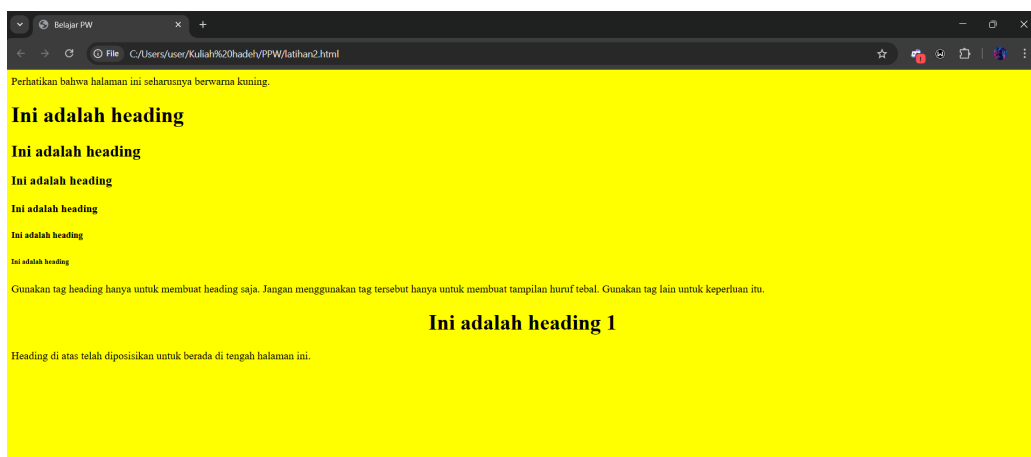 Belajar PW
File C:/Users/user/Kuliah%20hadeh/PPW/latihan2.html
Perhatikan bahwa halaman ini seharusnya berwarna kuning.
Ini adalah heading
Ini adalah heading
Ini adalah heading
Ini adalah heading
Ini adalah heading
Ini adalah heading
Gunakan tag heading hanya untuk membuat heading saja. Jangan menggunakan tag tersebut hanya untuk membuat tampilan huruf tebal. Gunakan tag lain untuk keperluan itu.
Ini adalah heading 1
Heading di atas telah diposisikan untuk berada di tengah halaman ini.